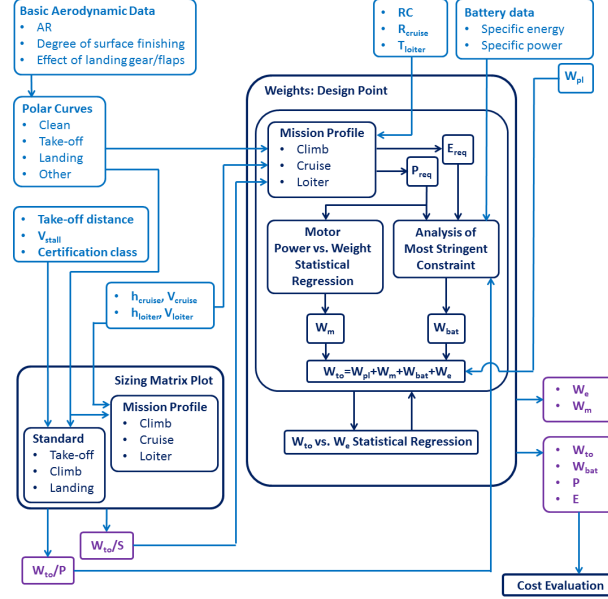 Basic Aerodynamic Data
• AR
• Degree of surface finishing
• Effect of landing gear/flaps
• RC
• Rcruise
• Tloiter
Battery data
• Specific energy
• Specific power
Wpl
Polar Curves
• Clean
• Take-off
• Landing
• Other
Weights: Design Point
Mission Profile
• Climb
• Cruise
• Loiter
Ereq
Preq
• Take-off distance
• Vstall
• Certification class
Motor
Power vs. Weight
Statistical
Regression
Analysis of
Most Stringent
Constraint
• hcruise, Vcruise
• hloiter, Vloiter
Wm
Wbat
Wto=Wpl+Wm+Wbat+We
Sizing Matrix Plot
Mission Profile
• Climb
• Cruise
• Loiter
Standard
• Take-off
• Climb
• Landing
Wto vs. We Statistical Regression
• We
• Wm
• Wto
• Wbat
• P
• E
Wto/S
Wto/P
Cost Evaluation